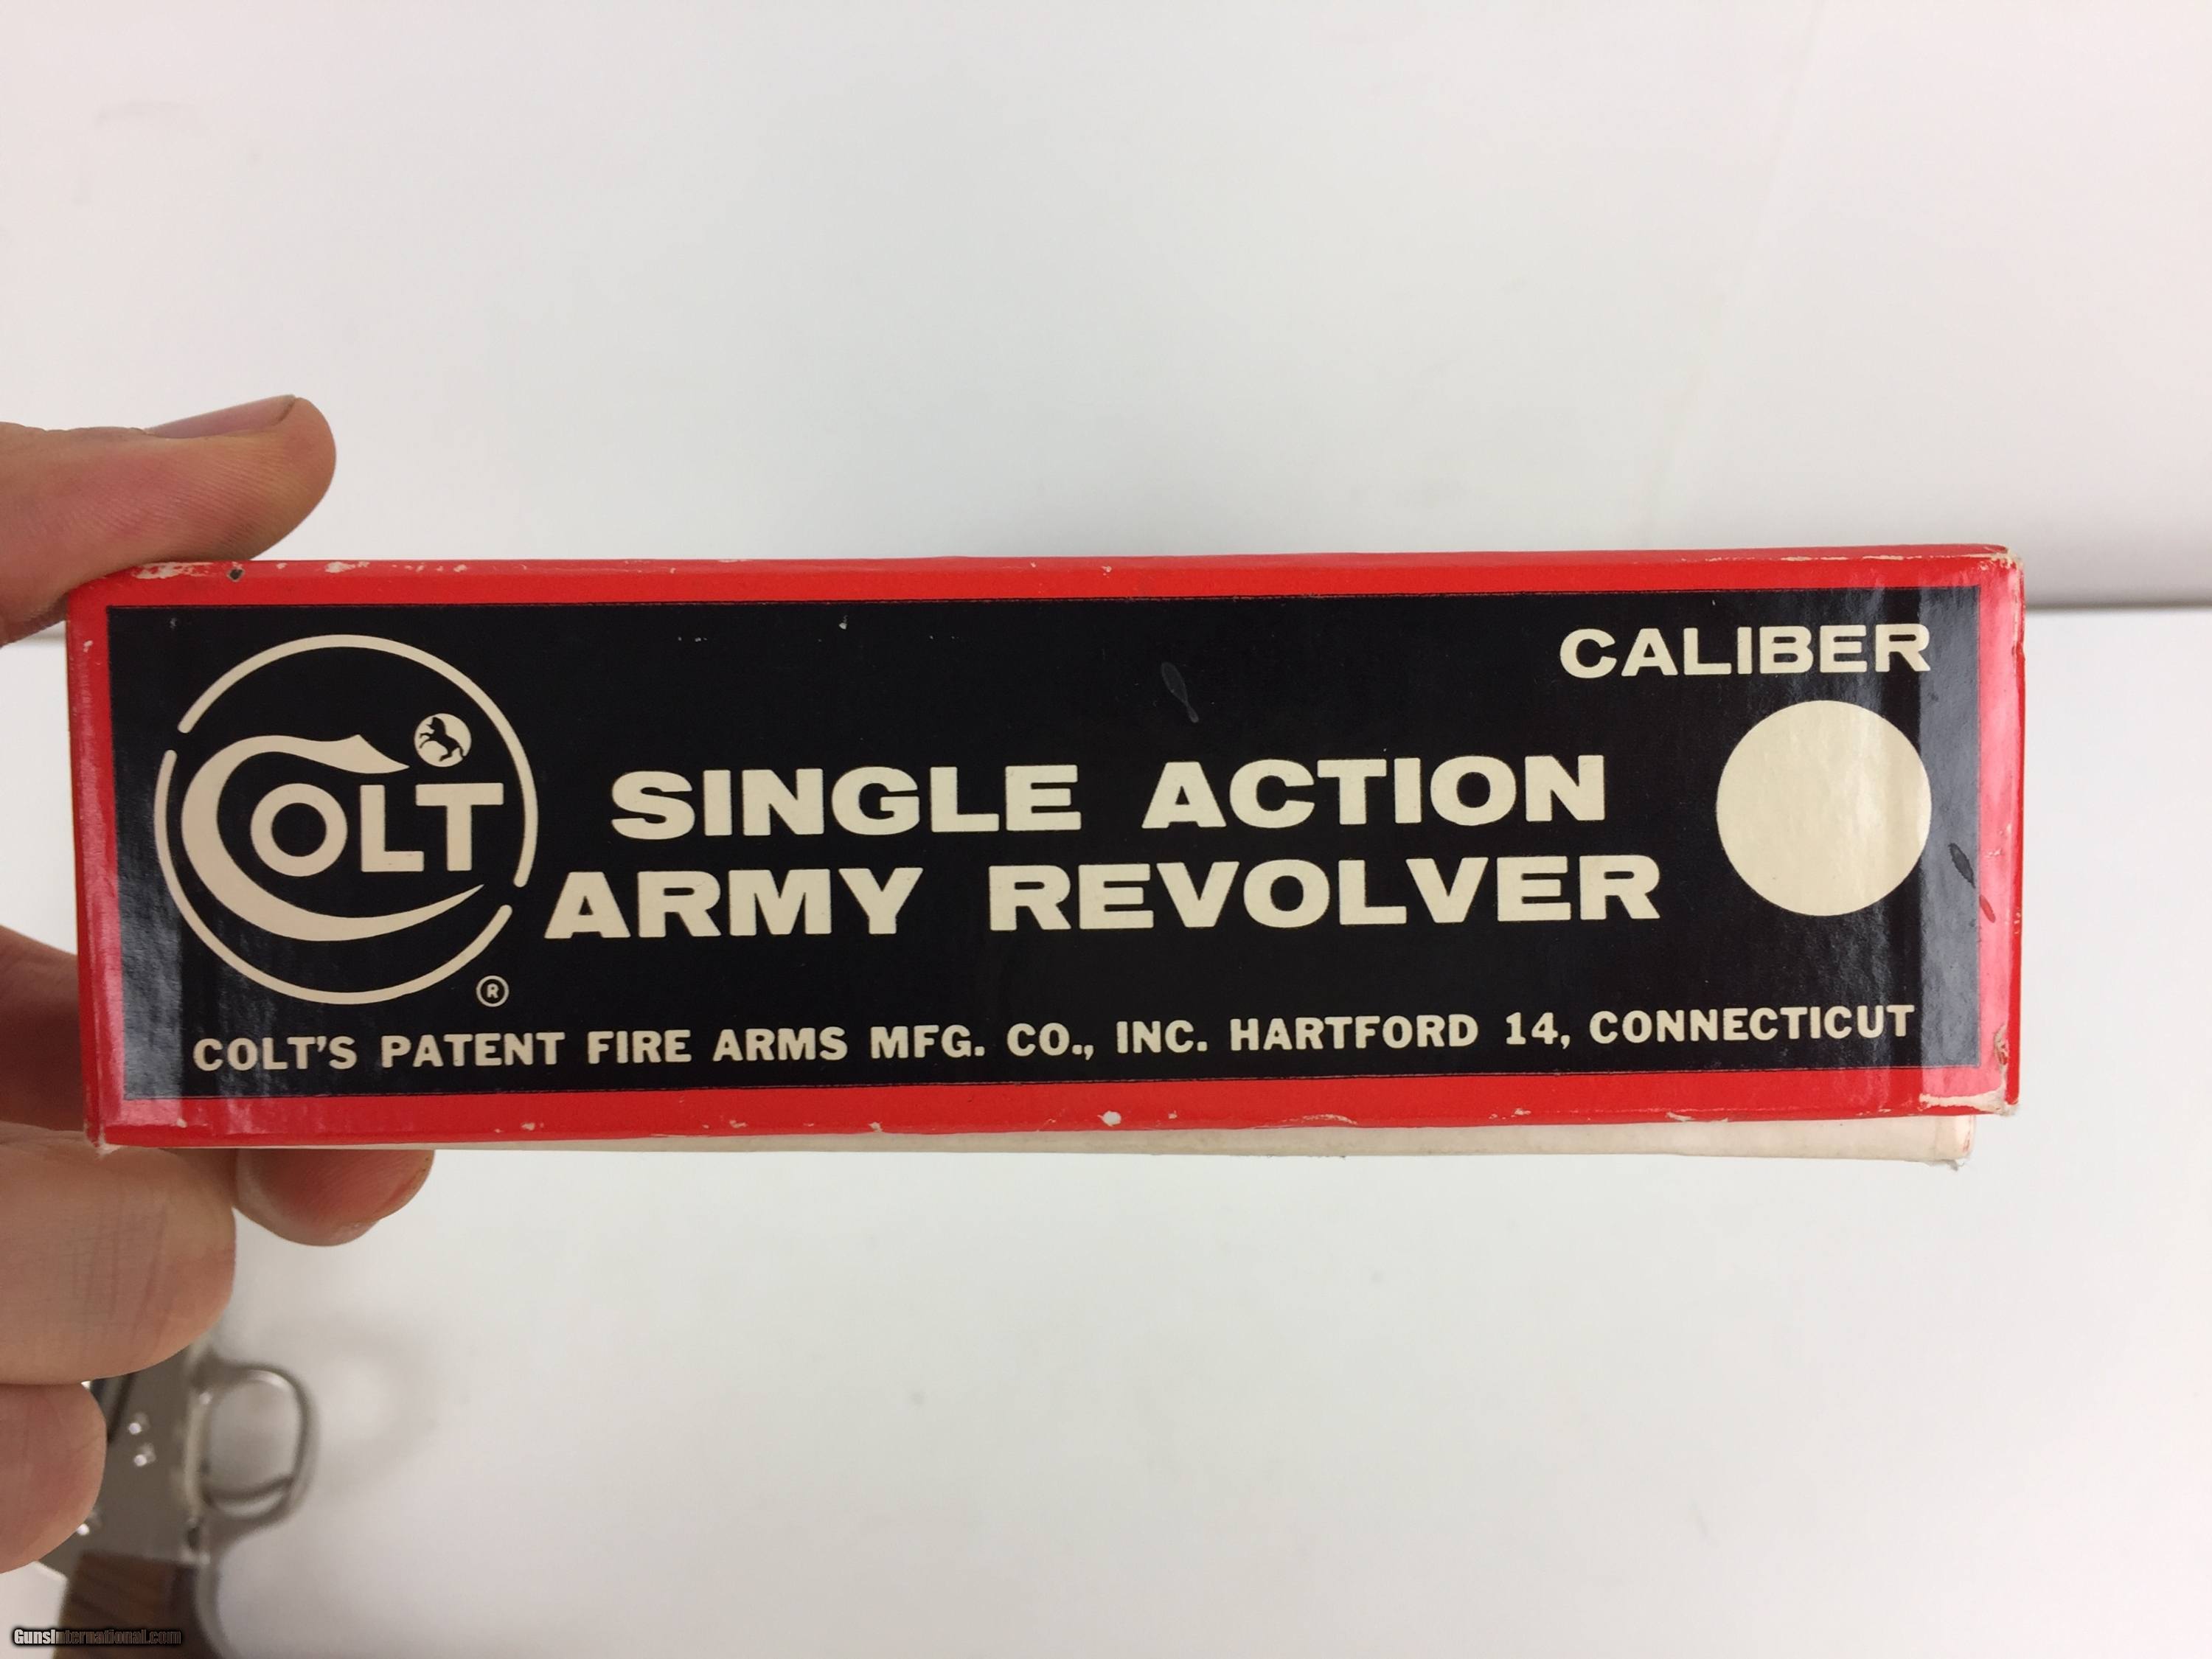 CALIBER
COLT
SINGLE ACTION
ARMY REVOLVER
®
COLT'S PATENT FIRE ARMS MFG. CO., INC. HARTFORD 14, CONNECTICUT
GunsInternational.com